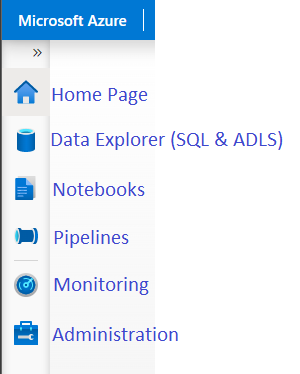 Microsoft Azure
»
Home Page
Data Explorer (SQL & ADLS)
Notebooks
Pipelines
Monitoring
Administration